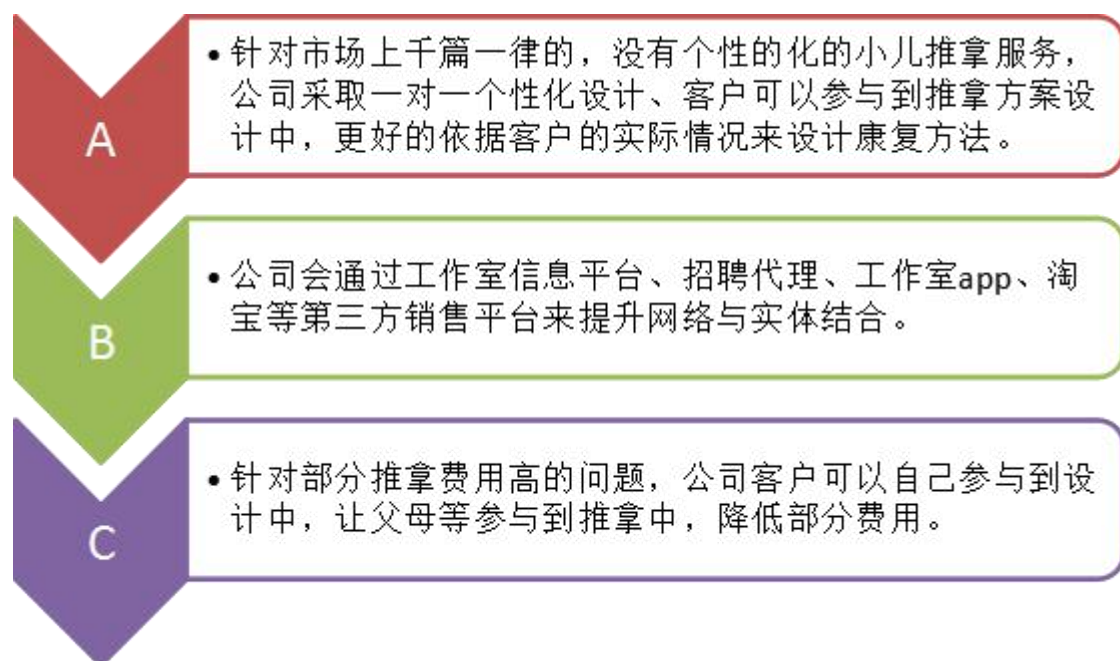 A
•针对市场上千篇一律的，没有个性的化的小儿推拿服务，
公司采取一对一个性化设计、客户可以参与到推拿方案设
计中，更好的依据客户的实际情况来设计康复方法。
B
•公司会通过工作室信息平台、招聘代理、工作室app、淘
宝等第三方销售平台来提升网络与实体结合。
C
•针对部分推拿费用高的问题，公司客户可以自己参与到设
计中，让父母等参与到推拿中，降低部分费用。